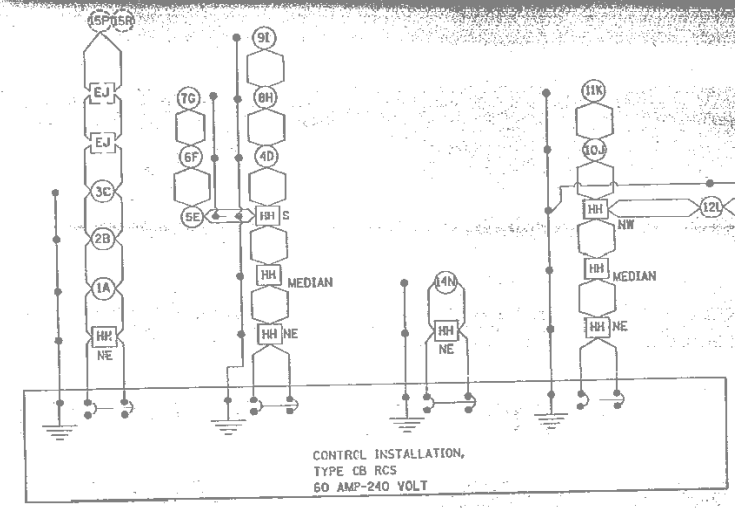 15P 15R
EJ
EJ
3C
2B
1A
HH
NE
9I
7G 8H
6F 4D
5E HH S
HH MEDIAN
HH NE
14N
HH
NE
11K
10J
HH NW 12L
HH MEDIAN
HH NE
CONTROL INSTALLATION,
TYPE CB RCS
60 AMP-240 VOLT